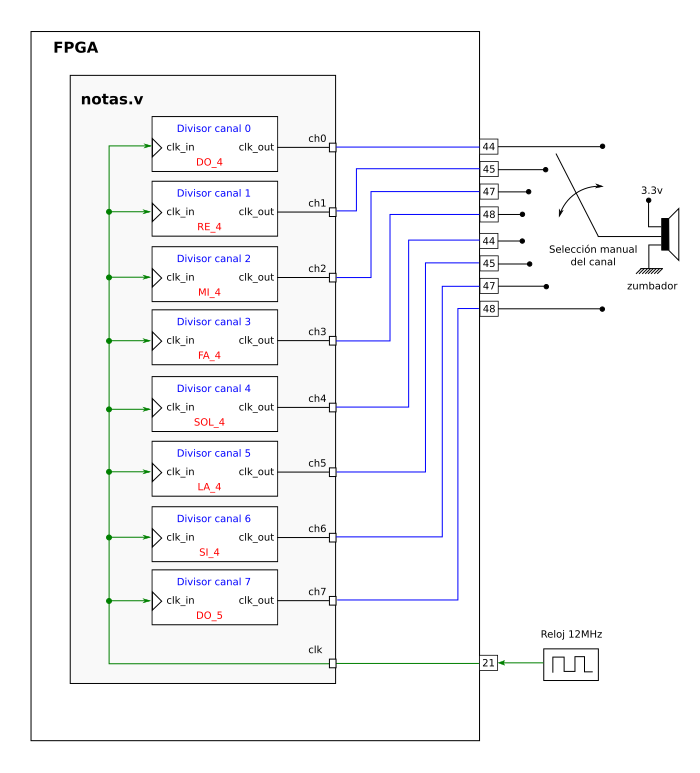 FPGA
notas.v
Divisor canal 0
clk_in clk_out
DO_4
ch0
Divisor canal 1
clk_in clk_out
RE_4
ch1
Divisor canal 2
clk_in clk_out
MI_4
ch2
Divisor canal 3
clk_in clk_out
FA_4
ch3
Divisor canal 4
clk_in clk_out
SOL_4
ch4
Divisor canal 5
clk_in clk_out
LA_4
ch5
Divisor canal 6
clk_in clk_out
SI_4
ch6
Divisor canal 7
clk_in clk_out
DO_5
ch7
clk
44
45
47
48
44
45
47
48
21
3.3v
Selección manual
del canal
zumbador
Reloj 12MHz